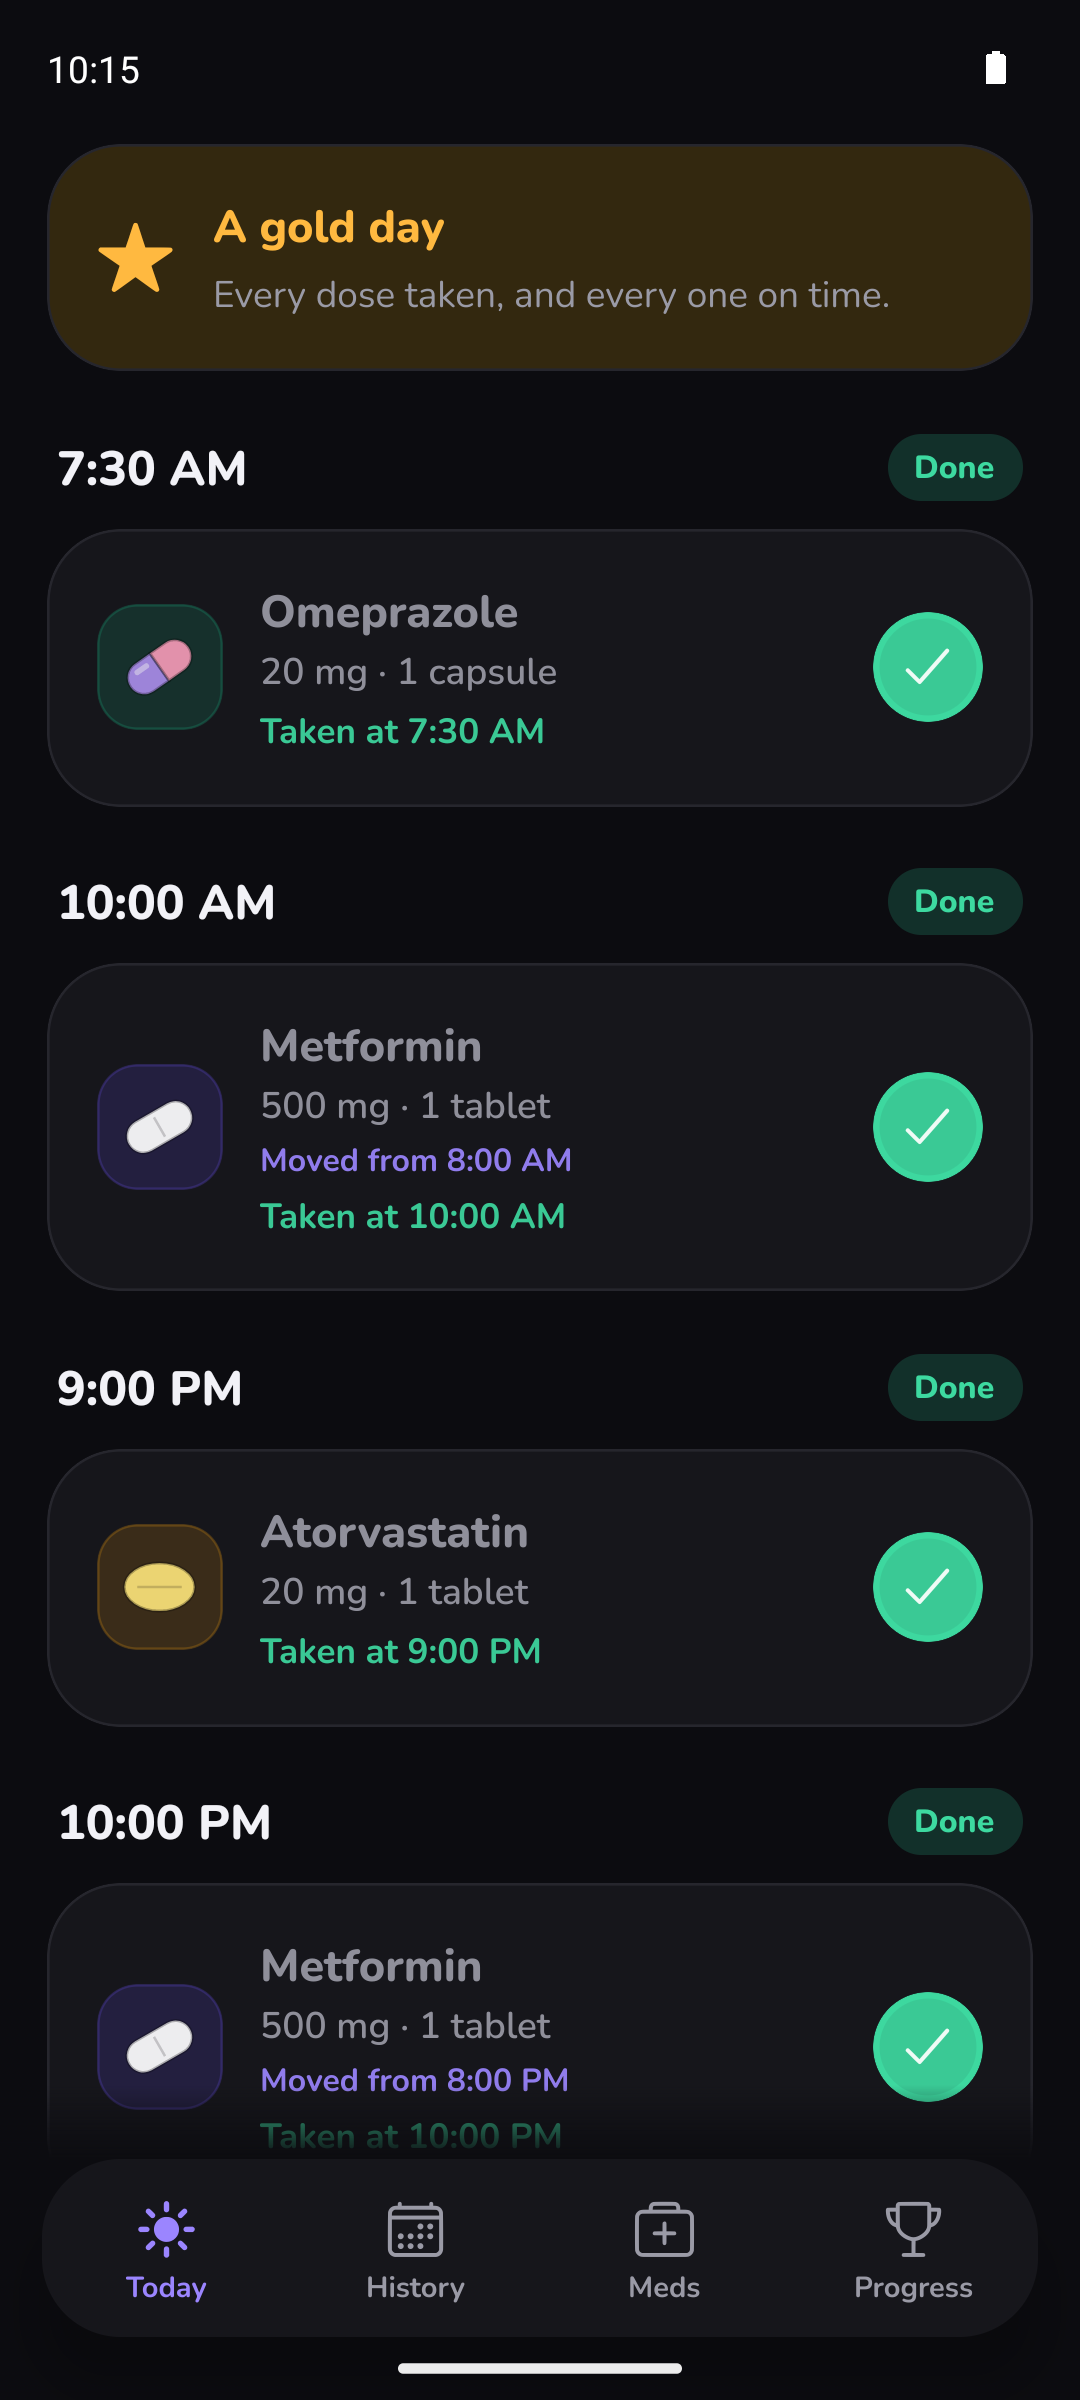 10:15
A gold day
Every dose taken, and every one on time.
7:30 AM
Done
Omeprazole
20 mg · 1 capsule
Taken at 7:30 AM
10:00 AM
Done
Metformin
500 mg · 1 tablet
Moved from 8:00 AM
Taken at 10:00 AM
9:00 PM
Done
Atorvastatin
20 mg · 1 tablet
Taken at 9:00 PM
10:00 PM
Done
Metformin
500 mg · 1 tablet
Moved from 8:00 PM
Taken at 10:00 PM
Today
History
Meds
Progress